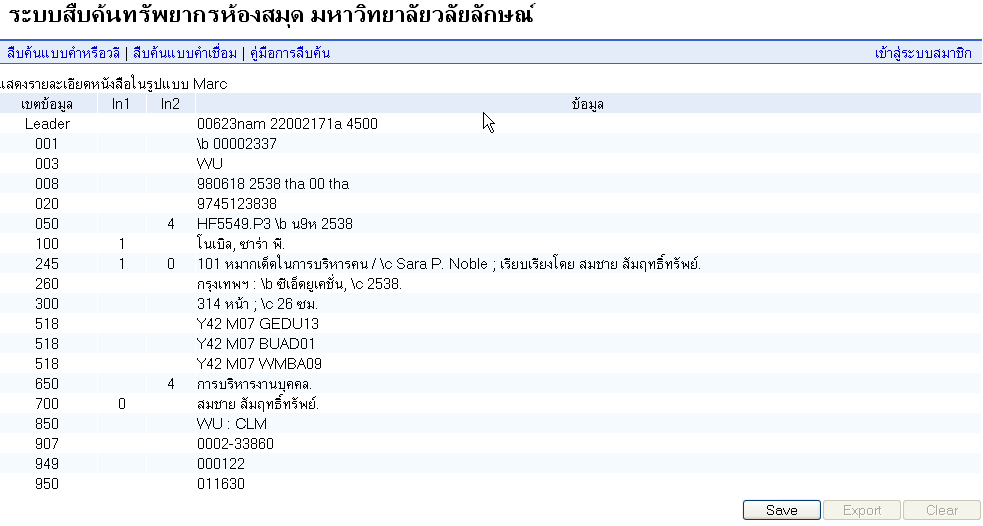 ระบบสืบค้นทรัพยากรห้องสมุด มหาวิทยาลัยวลัยลักษณ์
สืบค้นแบบคำหรือวลี | สืบค้นแบบคำเชื่อม | คู่มือการสืบค้น เข้าสู่ระบบสมาชิก
แสดงรายละเอียดหนังสือในรูปแบบ Marc
เขตข้อมูล In1 In2 ข้อมูล
Leader 00623nam 22002171a 4500
001 \b 00002337
003 WU
008 980618 2538 tha 00 tha
020 9745123838
050 4 HF5549.P3 \b น9ห 2538
100 1 โนเบิล, ซาร่า พี.
245 1 0 101 หมากเด็ดในการบริหารคน / \c Sara P. Noble ; เรียบเรียงโดย สมชาย สัมฤทธิ์ทรัพย์.
260 กรุงเทพฯ : \b ซีเอ็ดยูเคชั่น, \c 2538.
300 314 หน้า ; \c 26 ซม.
518 Y42 M07 GEDU13
518 Y42 M07 BUAD01
518 Y42 M07 WMBA09
650 4 การบริหารงานบุคคล.
700 0 สมชาย สัมฤทธิ์ทรัพย์.
850 WU : CLM
907 0002-33860
949 000122
950 011630
Save Export Clear